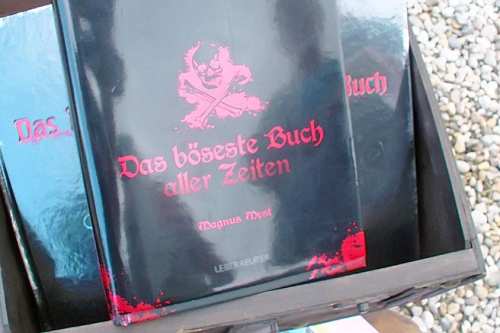 Das böseste Buch
aller Zeiten
Magnus Myst
Das
Buch